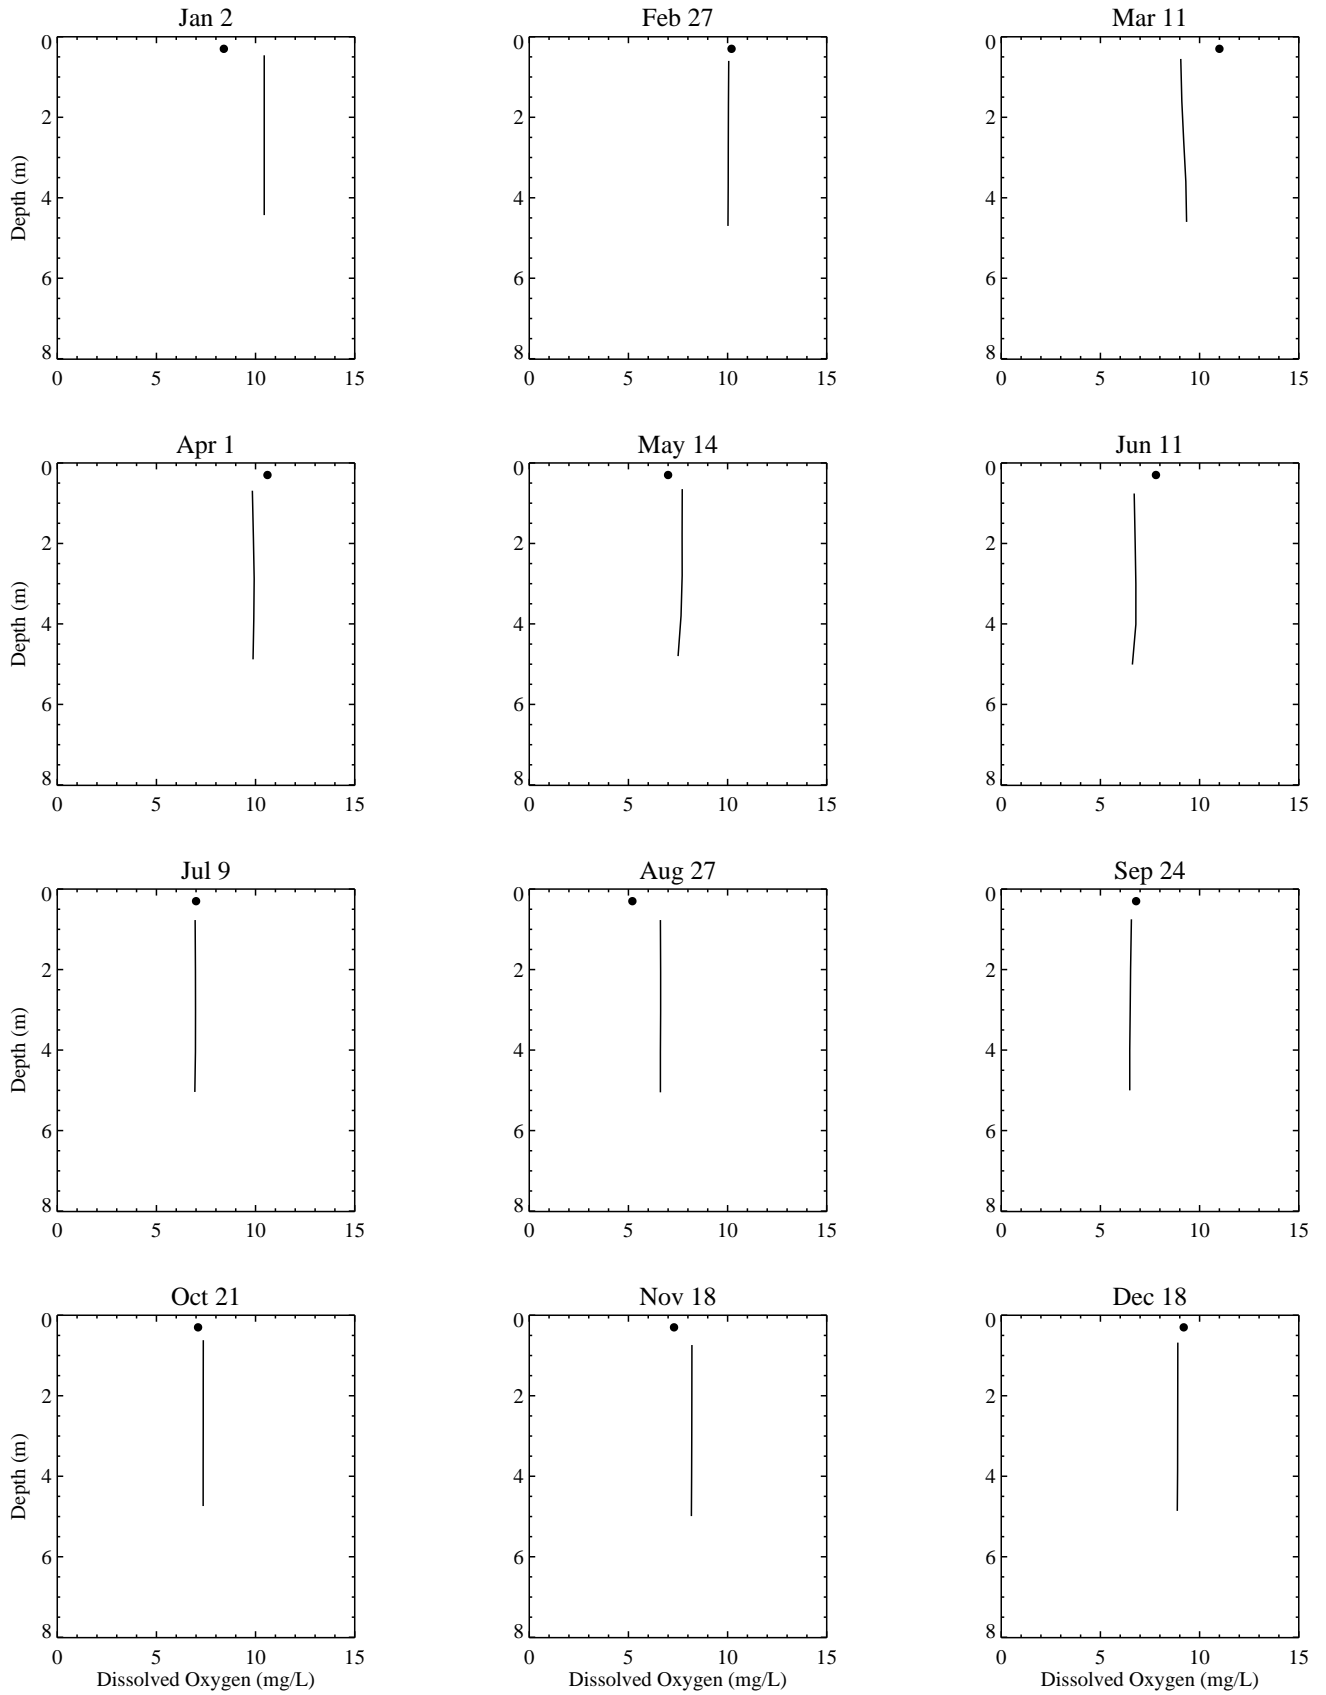 Jan 2 Feb 27 Mar 11
0 0 0
2 2 2
Depth (m)
4 4 4
6 6 6
8 8 8
0 5 10 15 0 5 10 15 0 5 10 15
Apr 1 May 14 Jun 11
0 0 0
2 2 2
Depth (m)
4 4 4
6 6 6
8 8 8
0 5 10 15 0 5 10 15 0 5 10 15
Jul 9 Aug 27 Sep 24
0 0 0
2 2 2
Depth (m)
4 4 4
6 6 6
8 8 8
0 5 10 15 0 5 10 15 0 5 10 15
Oct 21 Nov 18 Dec 18
0 0 0
2 2 2
Depth (m)
4 4 4
6 6 6
8 8 8
0 5 10 15 0 5 10 15 0 5 10 15
Dissolved Oxygen (mg/L) Dissolved Oxygen (mg/L) Dissolved Oxygen (mg/L)